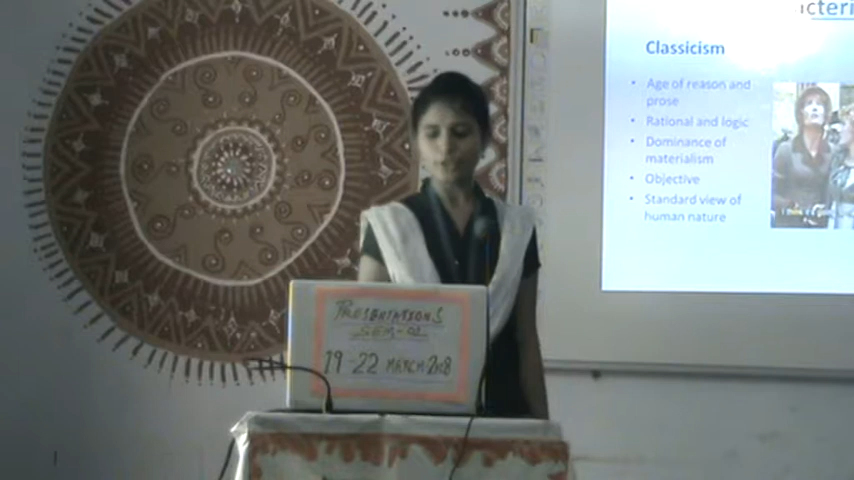 PRESENTATIONS
SEM-02
19-22 MARCH-2018
cteri
Classicism
• Age of reason and
prose
• Rational and logic
• Dominance of
materialism
• Objective
• Standard view of
human nature